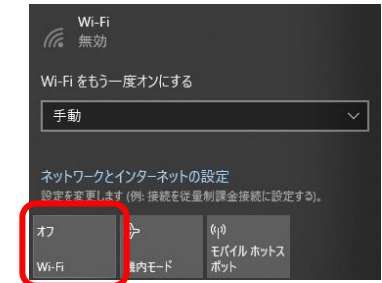 Wi-Fi
無効
Wi-Fi をもう一度オンにする
手動
ネットワークとインターネットの設定
設定を変更します (例: 接続を従量制課金接続に設定する)。
オフ
Wi-Fi
機内モード
モバイル ホットス
ポット